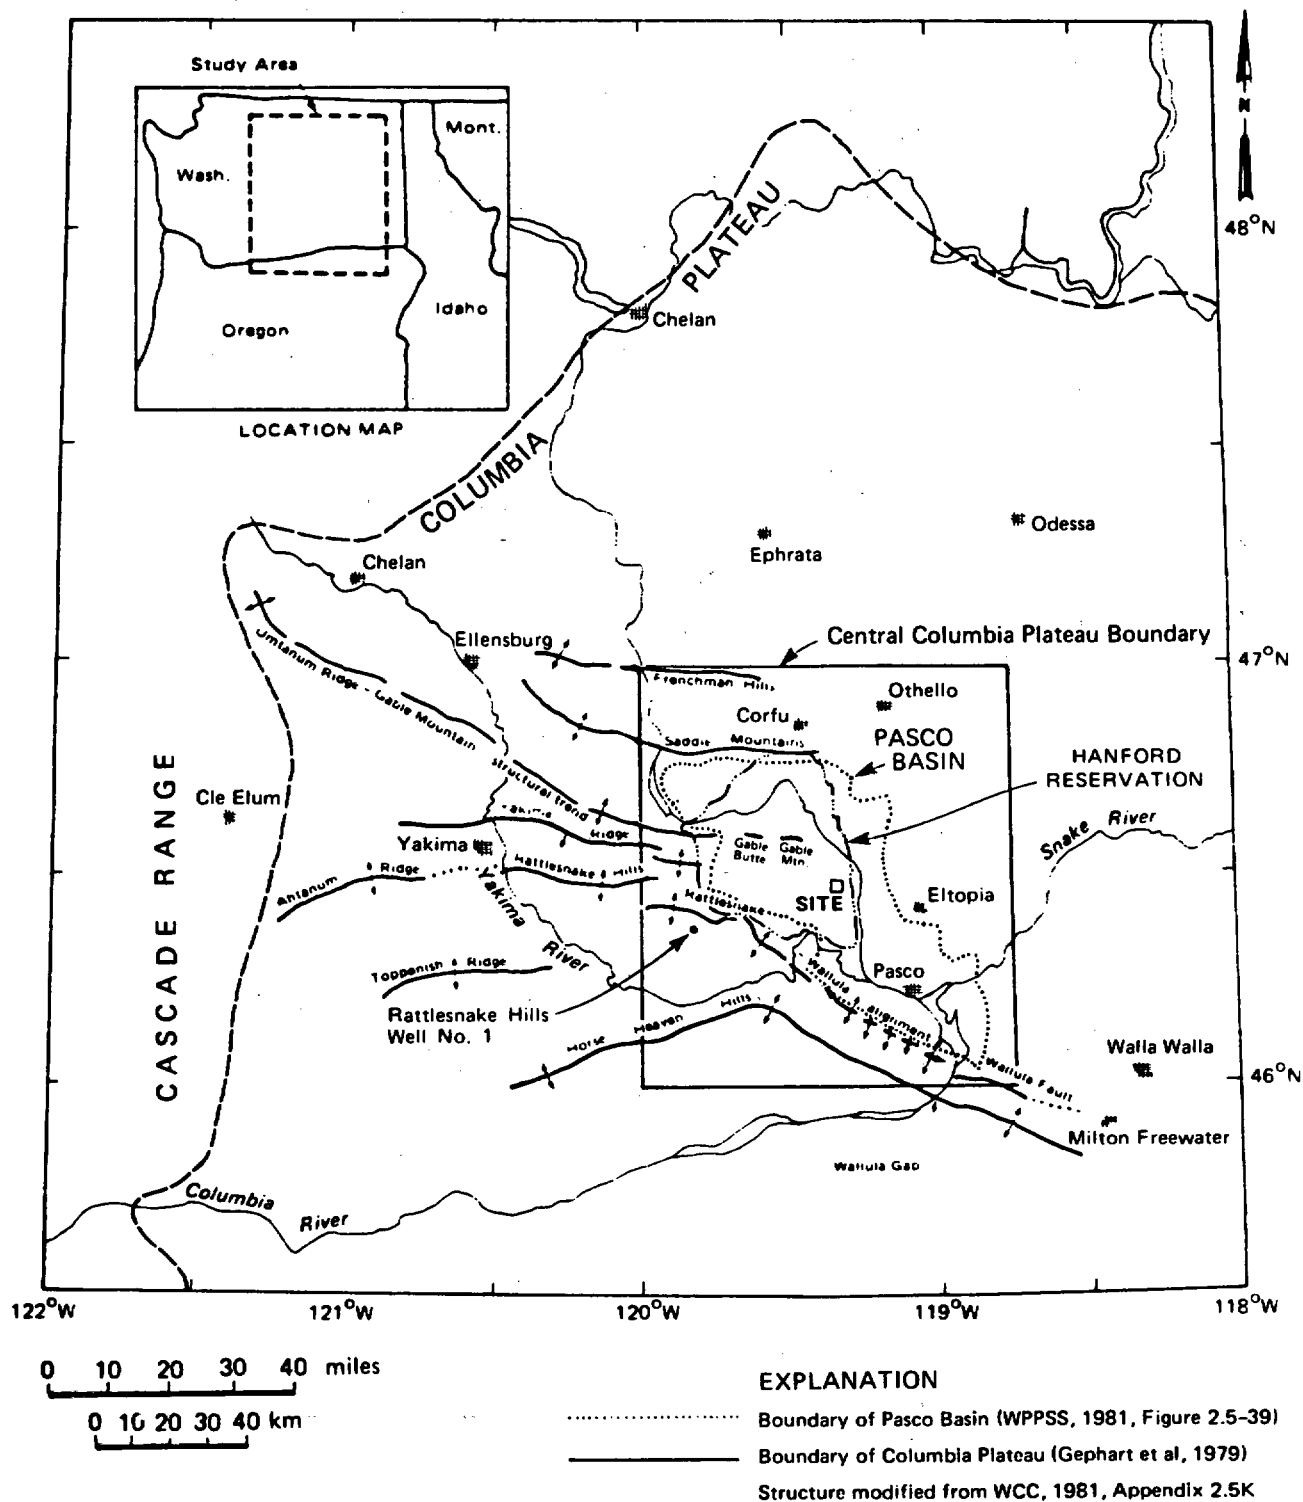 Study Area
Mont.
Wash.
Idaho
Oregon
LOCATION MAP
N
48°N
PLATEAU
Chelan
COLUMBIA
Odessa
Ephrata
Chelan
Ellensburg
Central Columbia Plateau Boundary
47°N
Umtanum Ridge - Gable Mountain
structural trend
Frenchman Hills
Othello
Corfu
Saddle Mountains
PASCO
BASIN
HANFORD
RESERVATION
CASCADE RANGE
Cle Elum
Yakima
Ridge
Gable
Butte
Gable
Mtn.
Snake River
Yakima
Ahtanum Ridge
Rattlesnake Hills
Rattlesnake
SITE
Eltopia
Yakima
River
Toppenish Ridge
Wallula alignment
Pasco
Rattlesnake Hills
Well No. 1
Horse Heaven Hills
Walla Walla
Wallula Fault
46°N
Milton Freewater
Wallula Gap
Columbia
River
122°W
121°W
120°W
119°W
118°W
0 10 20 30 40 miles
0 10 20 30 40 km
EXPLANATION
Boundary of Pasco Basin (WPPSS, 1981, Figure 2.5-39)
Boundary of Columbia Plateau (Gephart et al, 1979)
Structure modified from WCC, 1981, Appendix 2.5K